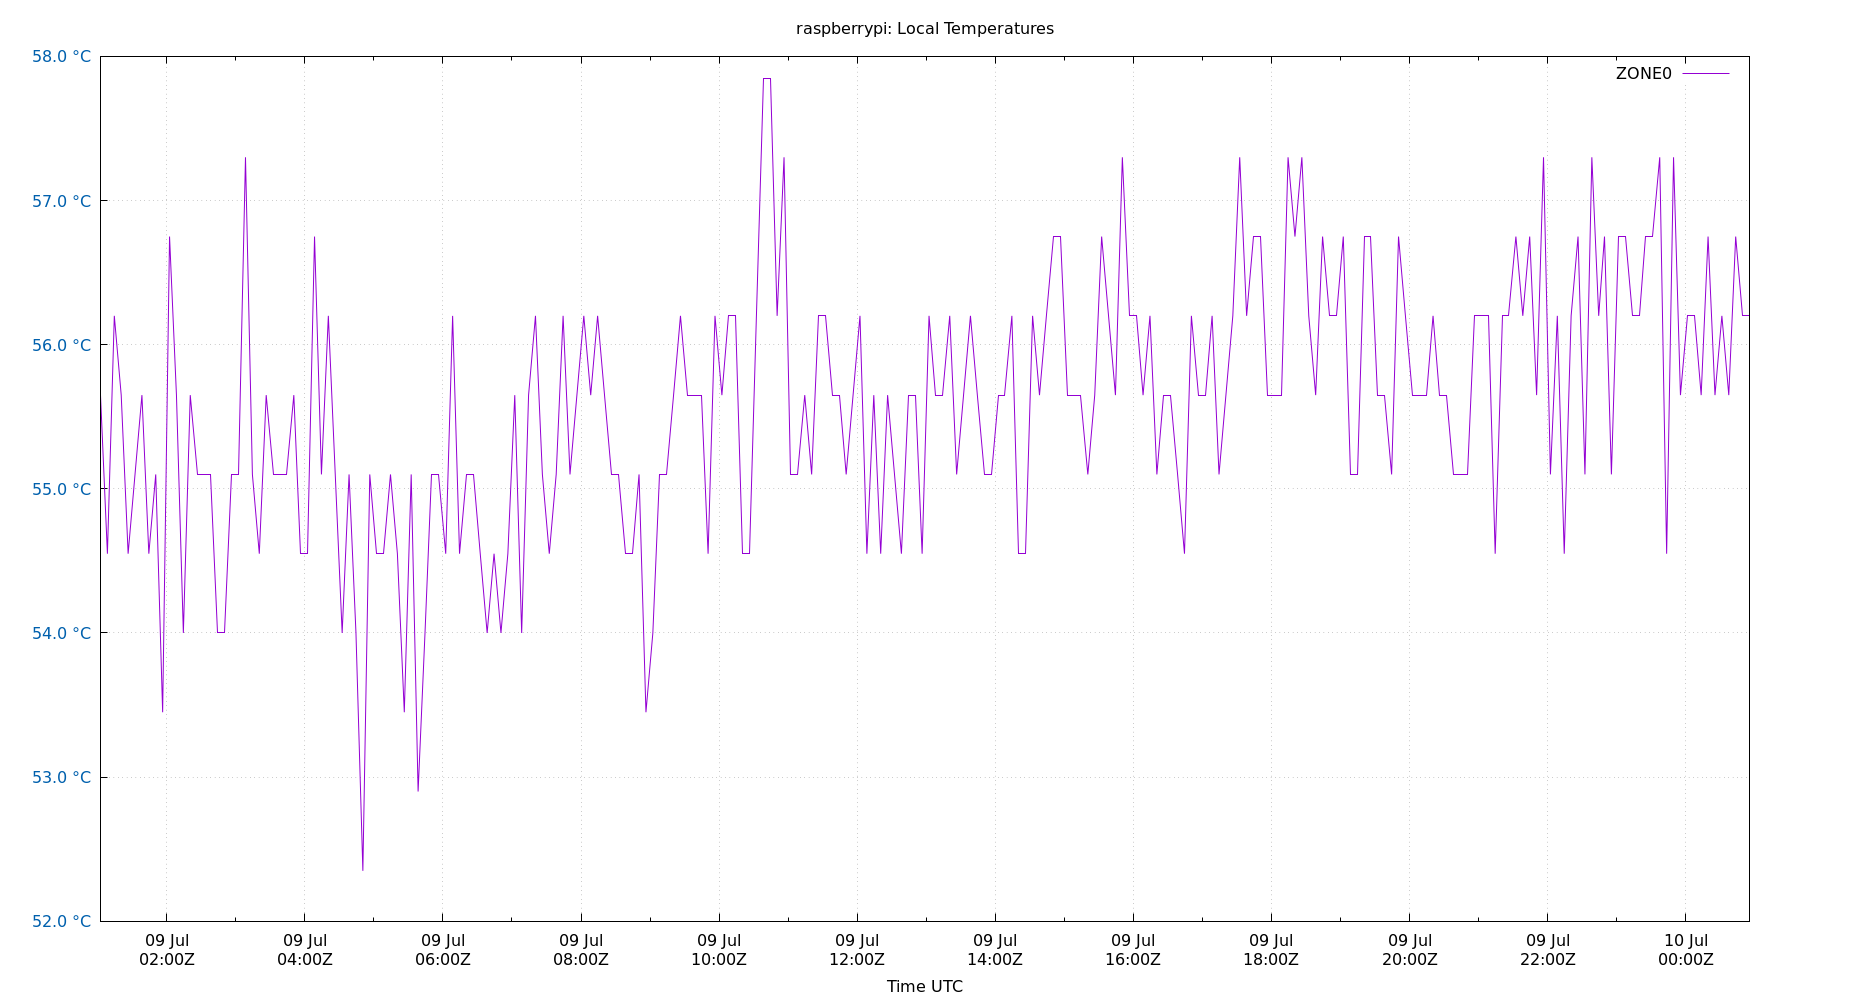 raspberrypi: Local Temperatures
58.0 °C
ZONE0
57.0 °C
56.0 °C
55.0 °C
54.0 °C
53.0 °C
52.0 °C
09 Jul 09 Jul 09 Jul 09 Jul 09 Jul 09 Jul 09 Jul 09 Jul 09 Jul 09 Jul 09 Jul 10 Jul
02:00Z 04:00Z 06:00Z 08:00Z 10:00Z 12:00Z 14:00Z 16:00Z 18:00Z 20:00Z 22:00Z 00:00Z
Time UTC